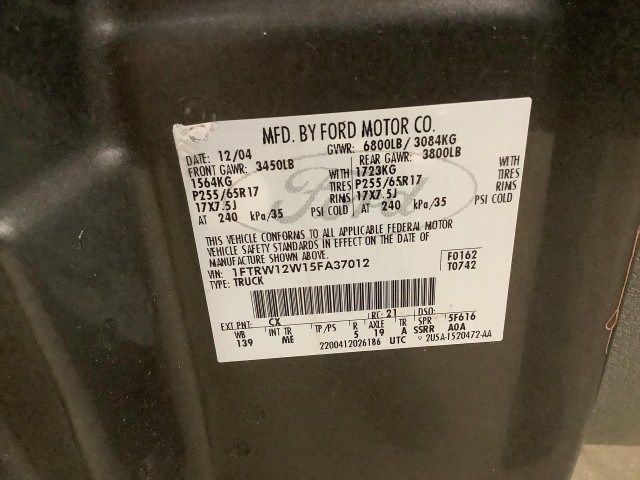 MFD. BY FORD MOTOR CO.
DATE: 12/04 GVWR: 6800LB/ 3084KG
FRONT GAWR: 3450LB REAR GAWR: 3800LB
1564KG WITH 1723KG WITH
P255/65R17 TIRES P255/65R17 TIRES
17X7.5J RIMS 17X7.5J RIMS
AT 240 kPa/35 PSI COLD AT 240 kPa/35 PSI COLD
Ford
THIS VEHICLE CONFORMS TO ALL APPLICABLE FEDERAL MOTOR
VEHICLE SAFETY STANDARDS IN EFFECT ON THE DATE OF
MANUFACTURE SHOWN ABOVE.
VIN: 1FTRW12W15FA37012 F0162
TYPE: TRUCK T0742
EXT PNT: CX RC: 21 DSO:
WB INT TR TP/PS R AXLE TR SPR 5F616
139 ME 5 19 A SSRR A0A
2200412026186 UTC 2U5A-1520472-AA